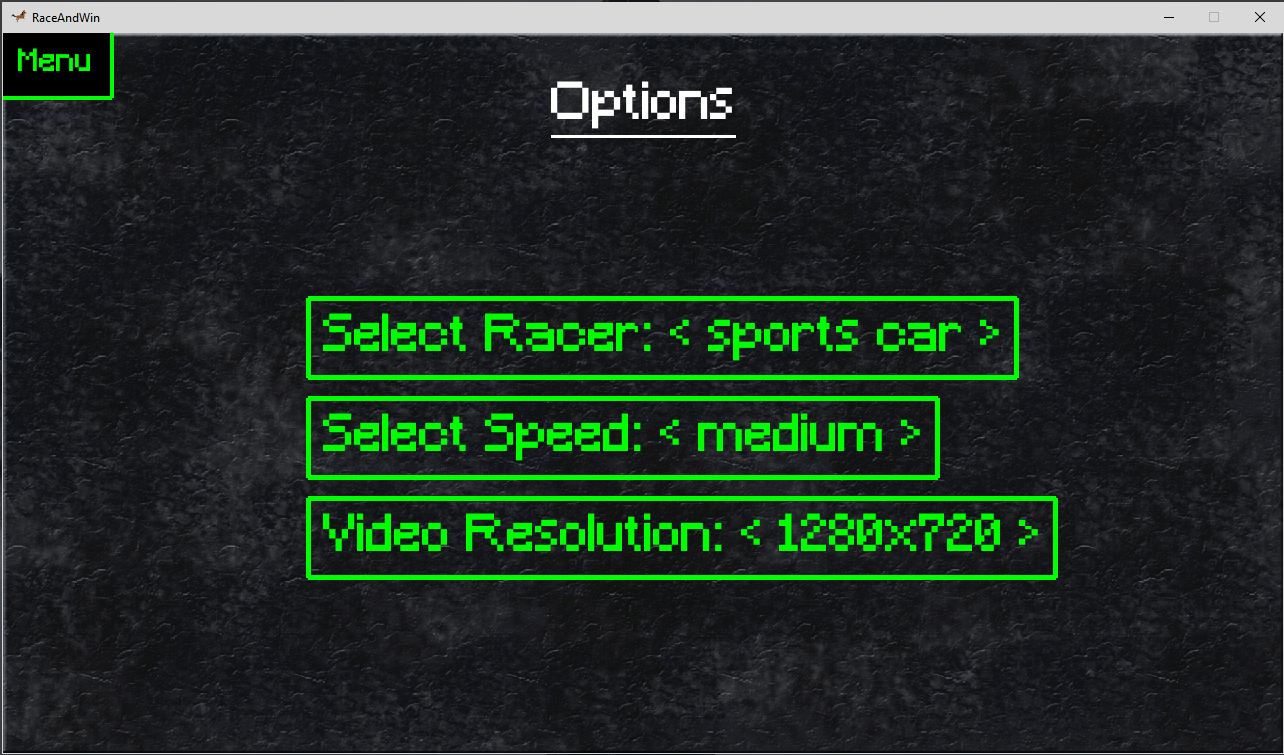 RaceAndWin
Menu
Options
Select Racer: < sports car >
Select Speed: < medium >
Video Resolution: < 1280x720 >